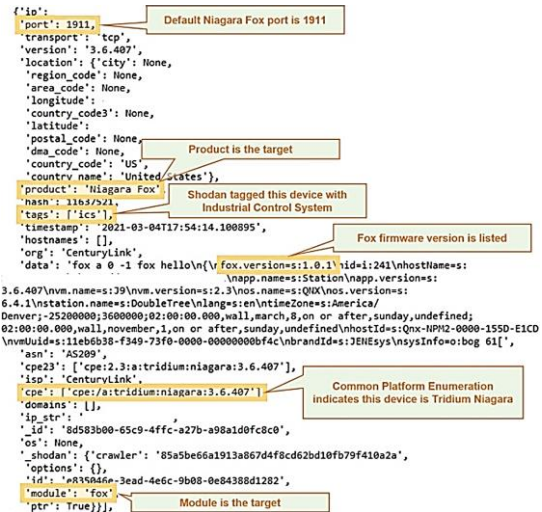 {'ip':
'port': 1911,
Default Niagara Fox port is 1911
'transport': 'tcp',
'version': '3.6.407',
'location': {'city': None,
'region_code': None,
'area_code': None,
'longitude':
'country_code3': None,
'latitude':
'postal_code': None,
'dma_code': None,
Product is the target
'country_code': 'US',
'country_name': 'United States'},
'product': 'Niagara Fox'
Shodan tagged this device with
Industrial Control System
'hash': 11637521,
'tags': ['ics'],
'timestamp': '2021-03-04T17:54:14.100895',
'hostnames': [],
Fox firmware version is listed
'org': 'CenturyLink',
'data': 'fox a 0 -1 fox hello\n{\nfox.version=s:1.0.1\nid=i:241\nhostName=s:
\napp.name=s:Station\napp.version=s:
3.6.407\nvm.name=s:J9\nvm.version=s:2.3\nos.name=s:QNX\nos.version=s:
6.4.1\nstation.name=s:DoubleTree\nlang=s:en\ntimeZone=s:America/
Denver;-25200000;3600000;02:00:00.000,wall,march,8,on or after,sunday,undefined;
02:00:00.000,wall,november,1,on or after,sunday,undefined\nhostId=s:Qnx-NPM2-0000-155D-E1CD
\nvmUuid=s:11eb6b38-f349-73f0-0000-00000000bf4c\nbrandId=s:JENEsys\nsysInfo=o:bog 61[',
'asn': 'AS209',
'cpe23': ['cpe:2.3:a:tridium:niagara:3.6.407'],
'isp': 'CenturyLink',
'cpe': ['cpe:/a:tridium:niagara:3.6.407']
Common Platform Enumeration
indicates this device is Tridium Niagara
'domains': [],
'ip_str': '
'_id': '8d583b00-65c9-4ffc-a27b-a98a1d0fc8c0',
'os': None,
'_shodan': {'crawler': '85a5be66a1913a867d4f8cd62bd10fb79f410a2a',
'options': {},
'id': 'e835046e-3ead-4e6c-9b08-0e84388d1282',
'module': 'fox',
Module is the target
'ptr': True}}],